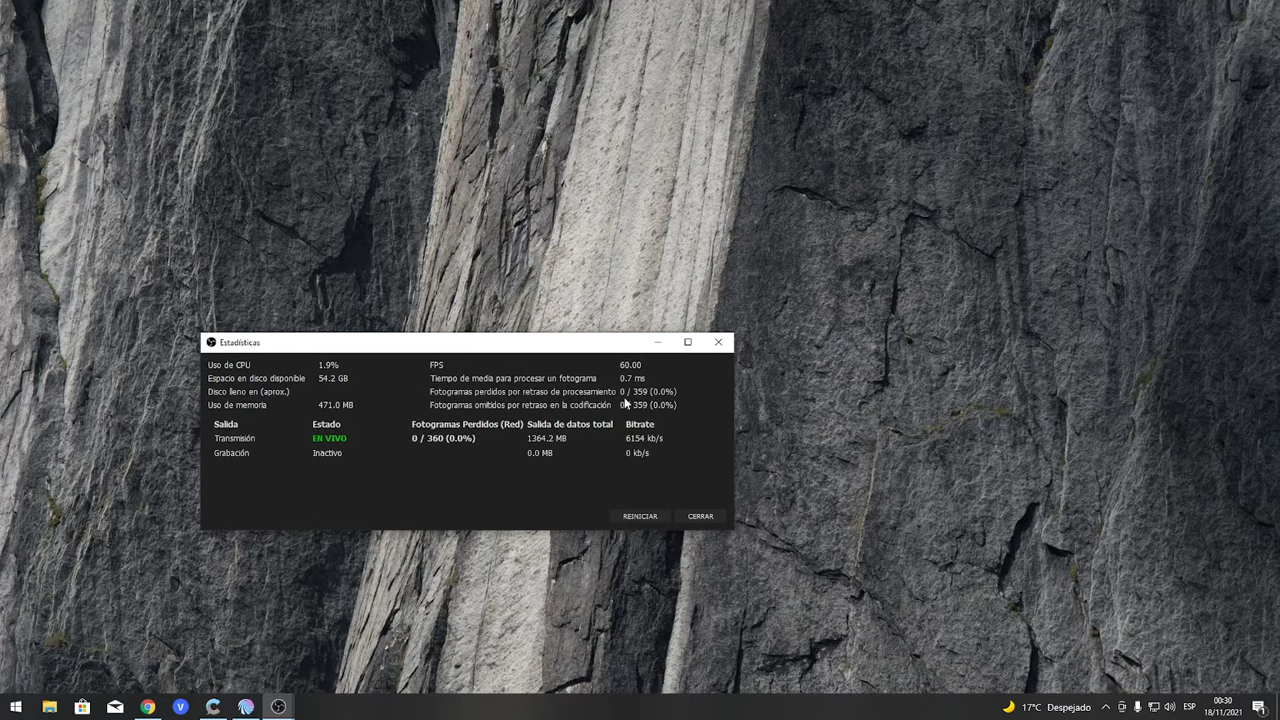 Estadísticas
Uso de CPU 1.9% FPS 60.00
Espacio en disco disponible 54.2 GB Tiempo de media para procesar un fotograma 0.7 ms
Disco lleno en (aprox.) Fotogramas perdidos por retraso de procesamiento 0 / 359 (0.0%)
Uso de memoria 471.0 MB Fotogramas omitidos por retraso en la codificación 0 / 359 (0.0%)
Salida Estado Fotogramas Perdidos (Red) Salida de datos total Bitrate
Transmisión EN VIVO 0 / 360 (0.0%) 1364.2 MB 6154 kb/s
Grabación Inactivo 0.0 MB 0 kb/s
REINICIAR CERRAR
17°C Despejado ESP 00:30
18/11/2021